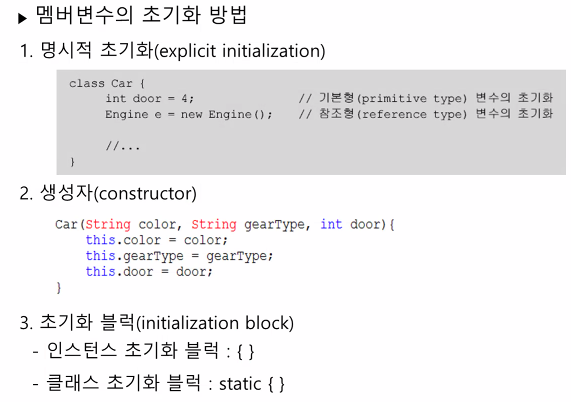 ▶ 멤버변수의 초기화 방법
1. 명시적 초기화(explicit initialization)
class Car {
int door = 4; // 기본형(primitive type) 변수의 초기화
Engine e = new Engine(); // 참조형(reference type) 변수의 초기화
//...
}
2. 생성자(constructor)
Car(String color, String gearType, int door){
this.color = color;
this.gearType = gearType;
this.door = door;
}
3. 초기화 블럭(initialization block)
- 인스턴스 초기화 블럭 : { }
- 클래스 초기화 블럭 : static { }